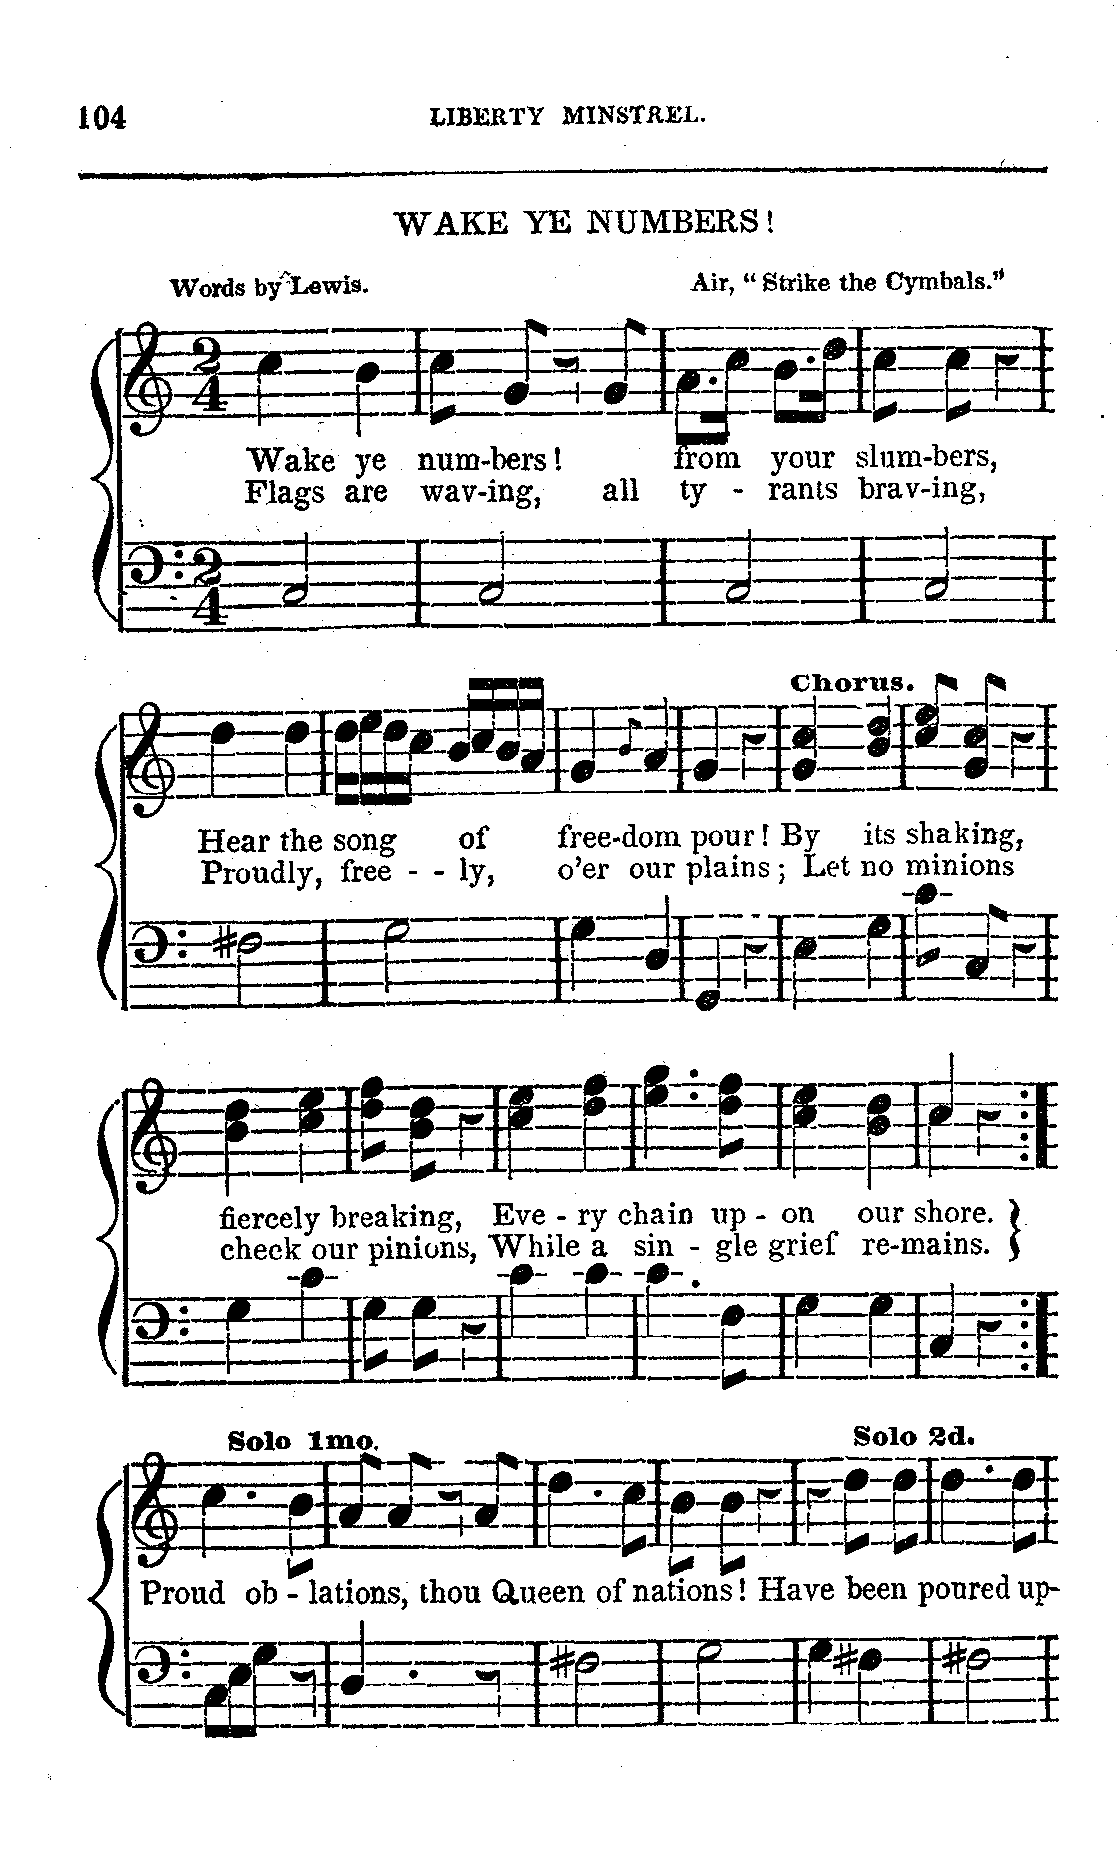 104 LIBERTY MINSTREL.
WAKE YE NUMBERS!
Words by Lewis. Air, "Strike the Cymbals."
2 4
Wake ye num-bers! from your slum-bers,
Flags are wav-ing, all ty - rants brav-ing,
2 4
Chorus.
Hear the song of free-dom pour! By its shaking,
Proudly, free - - ly, o'er our plains; Let no minions
fiercely breaking, Eve - ry chain up - on our shore.
check our pinions, While a sin - gle grief re-mains.
Solo 1mo. Solo 2d.
Proud ob - lations, thou Queen of nations! Have been poured up-